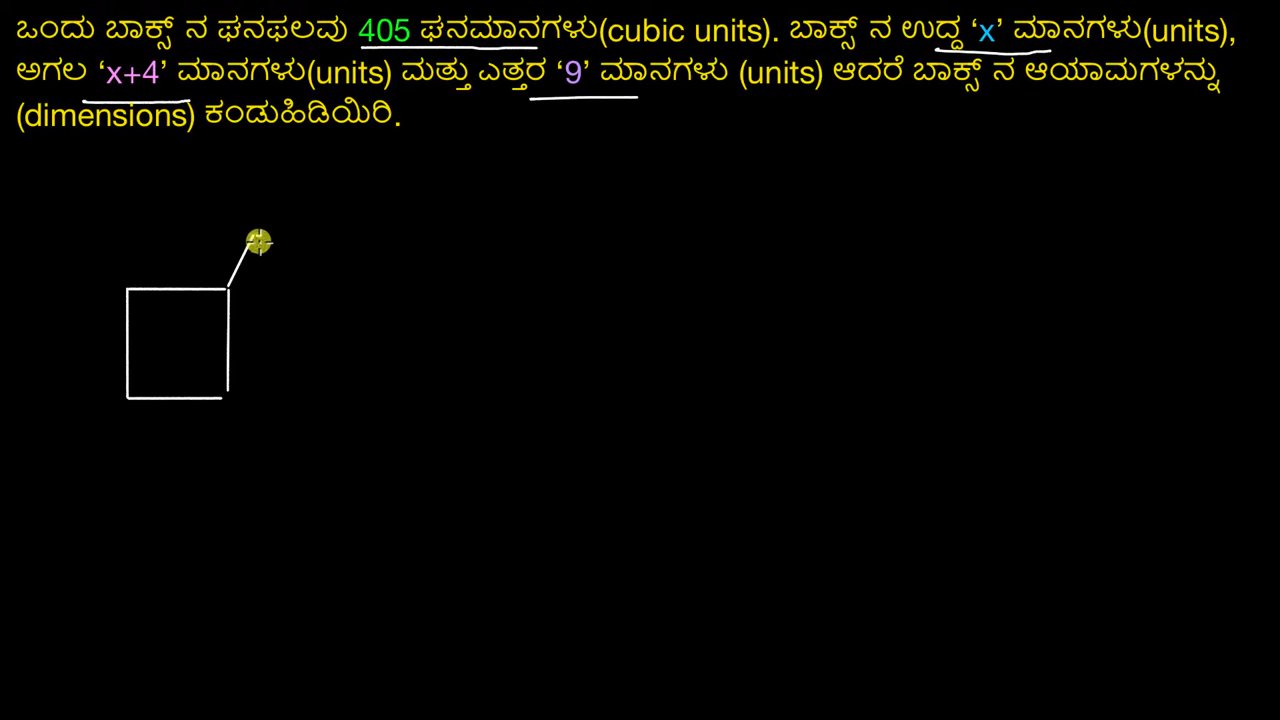 ಒಂದು ಬಾಕ್ಸ್ ನ ಘನಫಲವು 405 ಘನಮಾನಗಳು(cubic units). ಬಾಕ್ಸ್ ನ ಉದ್ದ ‘x’ ಮಾನಗಳು(units),
ಅಗಲ ‘x+4’ ಮಾನಗಳು(units) ಮತ್ತು ಎತ್ತರ ‘9’ ಮಾನಗಳು (units) ಆದರೆ ಬಾಕ್ಸ್ ನ ಆಯಾಮಗಳನ್ನು
(dimensions) ಕಂಡುಹಿಡಿಯಿರಿ.